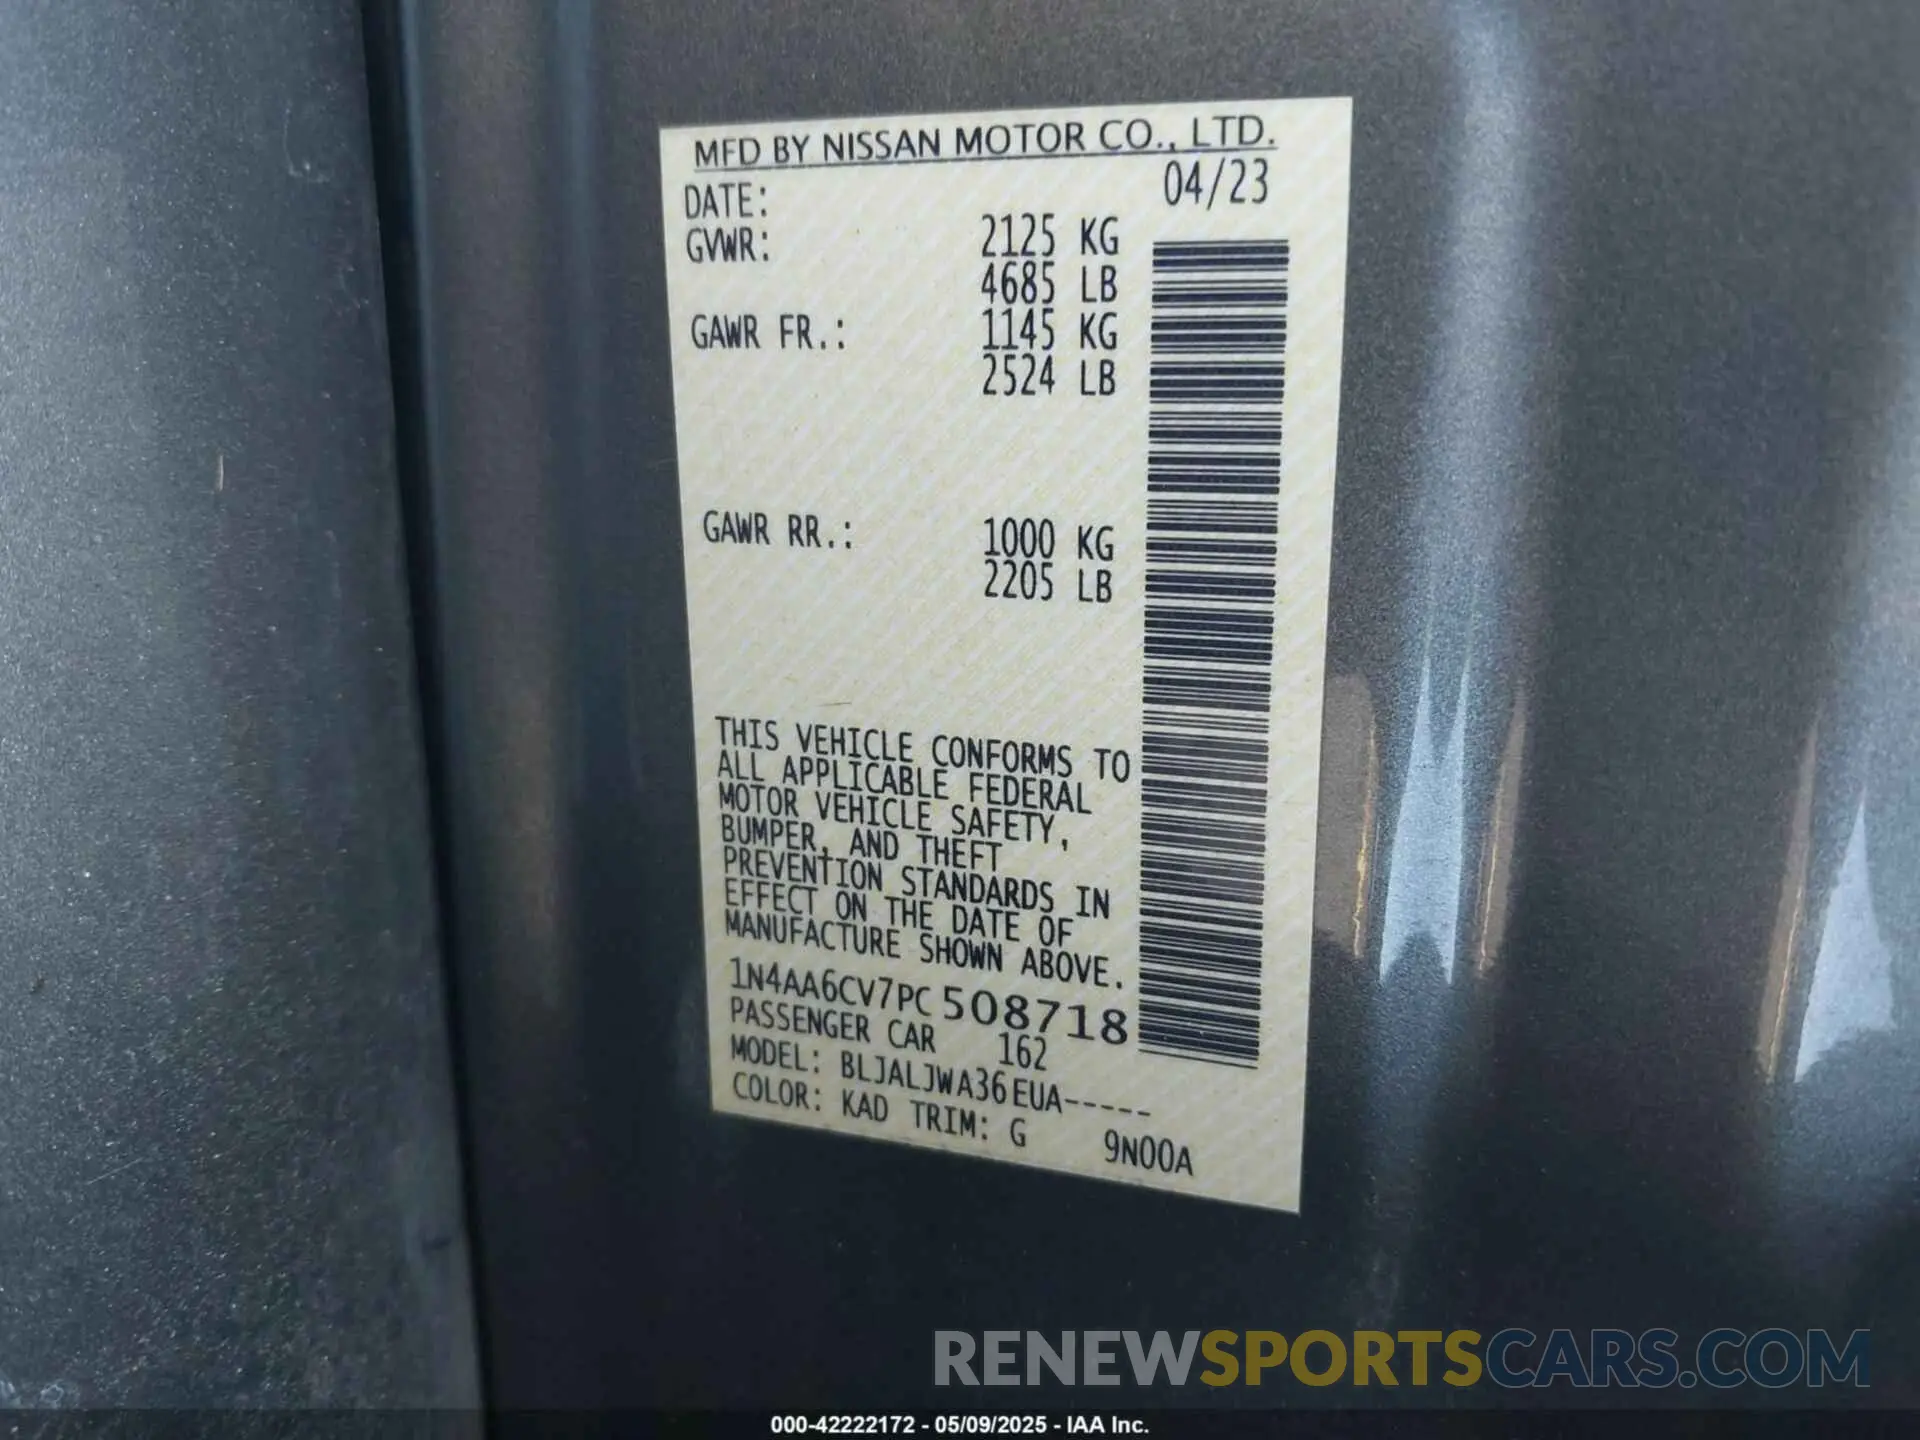 MFD BY NISSAN MOTOR CO., LTD.
DATE: 04/23
GVWR: 2125 KG
4685 LB
GAWR FR.: 1145 KG
2524 LB
GAWR RR.: 1000 KG
2205 LB
THIS VEHICLE CONFORMS TO
ALL APPLICABLE FEDERAL
MOTOR VEHICLE SAFETY,
BUMPER, AND THEFT
PREVENTION STANDARDS IN
EFFECT ON THE DATE OF
MANUFACTURE SHOWN ABOVE.
1N4AA6CV7PC508718
PASSENGER CAR 162
MODEL: BLJALJWA36EUA-----
COLOR: KAD TRIM: G 9N00A
RENEWSPORTSCARS.COM
000-42222172 - 05/09/2025 - IAA Inc.